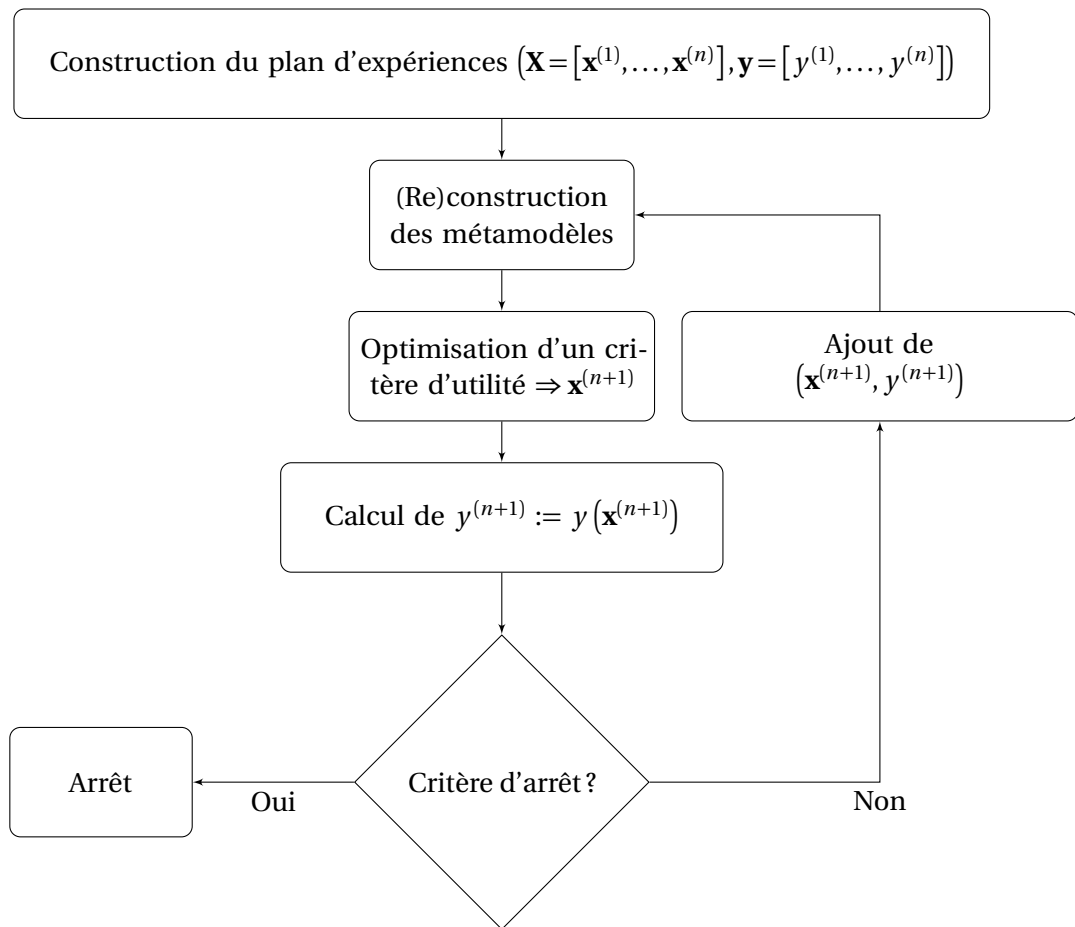 Construction du plan d'expériences (X = [x⁽¹⁾,…,x⁽ⁿ⁾], y = [y⁽¹⁾,…, y⁽ⁿ⁾])
(Re)construction
des métamodèles
Optimisation d'un cri-
tère d'utilité ⇒ x⁽ⁿ⁺¹⁾
Ajout de
(x⁽ⁿ⁺¹⁾, y⁽ⁿ⁺¹⁾)
Calcul de y⁽ⁿ⁺¹⁾ := y (x⁽ⁿ⁺¹⁾)
Arrêt
Oui
Critère d'arrêt ?
Non